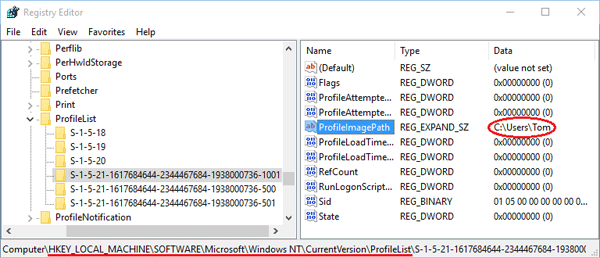 Registry Editor
File Edit View Favorites Help
Perflib
PerHwIdStorage
Ports
Prefetcher
Print
ProfileList
S-1-5-18
S-1-5-19
S-1-5-20
S-1-5-21-1617684644-2344467684-1938000736-1001
S-1-5-21-1617684644-2344467684-1938000736-500
S-1-5-21-1617684644-2344467684-1938000736-501
ProfileNotification
Name Type Data
(Default) REG_SZ (value not set)
Flags REG_DWORD 0x00000000 (0)
ProfileAttempte... REG_DWORD 0x00000000 (0)
ProfileAttempte... REG_DWORD 0x00000000 (0)
ProfileImagePath REG_EXPAND_SZ C:\Users\Tom
ProfileLoadTime... REG_DWORD 0x00000000 (0)
ProfileLoadTime... REG_DWORD 0x00000000 (0)
RefCount REG_DWORD 0x00000000 (0)
RunLogonScript... REG_DWORD 0x00000000 (0)
Sid REG_BINARY 01 05 00 00 00 00 00...
State REG_DWORD 0x00000000 (0)
Computer\HKEY_LOCAL_MACHINE\SOFTWARE\Microsoft\Windows NT\CurrentVersion\ProfileList\S-1-5-21-1617684644-2344467684-193800